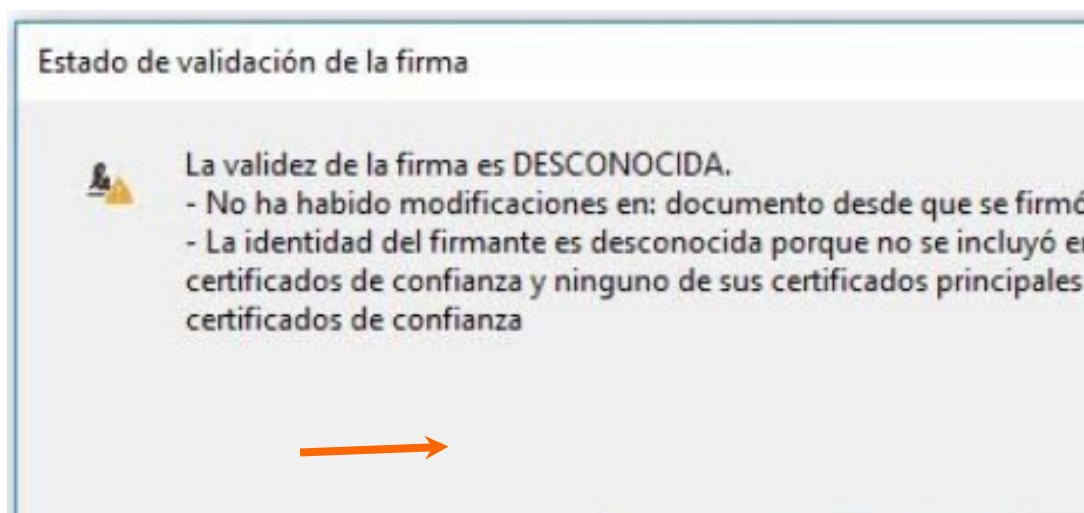 Estado de validación de la firma
La validez de la firma es DESCONOCIDA.
- No ha habido modificaciones en: documento desde que se firmó
- La identidad del firmante es desconocida porque no se incluyó en
certificados de confianza y ninguno de sus certificados principales
certificados de confianza